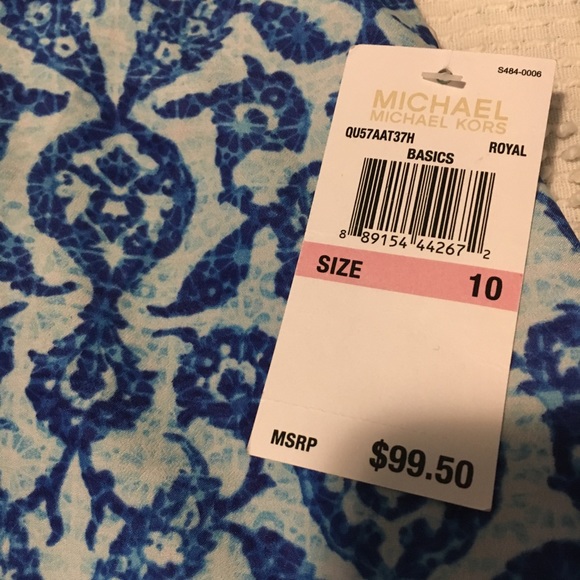 S484-0006
MICHAEL
MICHAEL KORS
QU57AAT37H ROYAL
BASICS
8 89154 44267 2
SIZE 10
MSRP $99.50